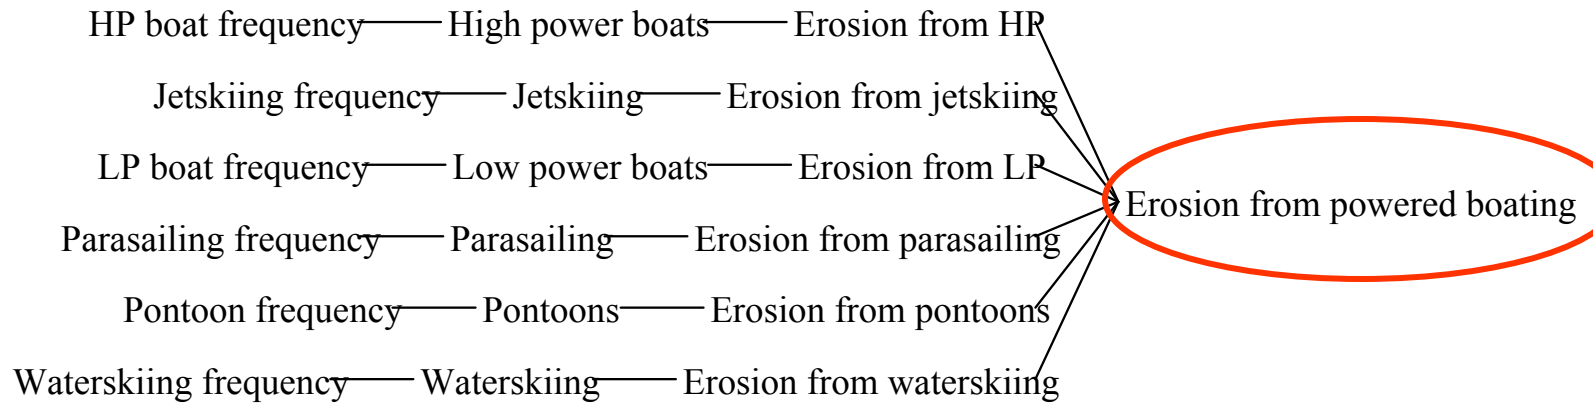 HP boat frequency High power boats Erosion from HP
Jetskiing frequency Jetskiing Erosion from jetskiing
LP boat frequency Low power boats Erosion from LP
Erosion from powered boating
Parasailing frequency Parasailing Erosion from parasailing
Pontoon frequency Pontoons Erosion from pontoons
Waterskiing frequency Waterskiing Erosion from waterskiing